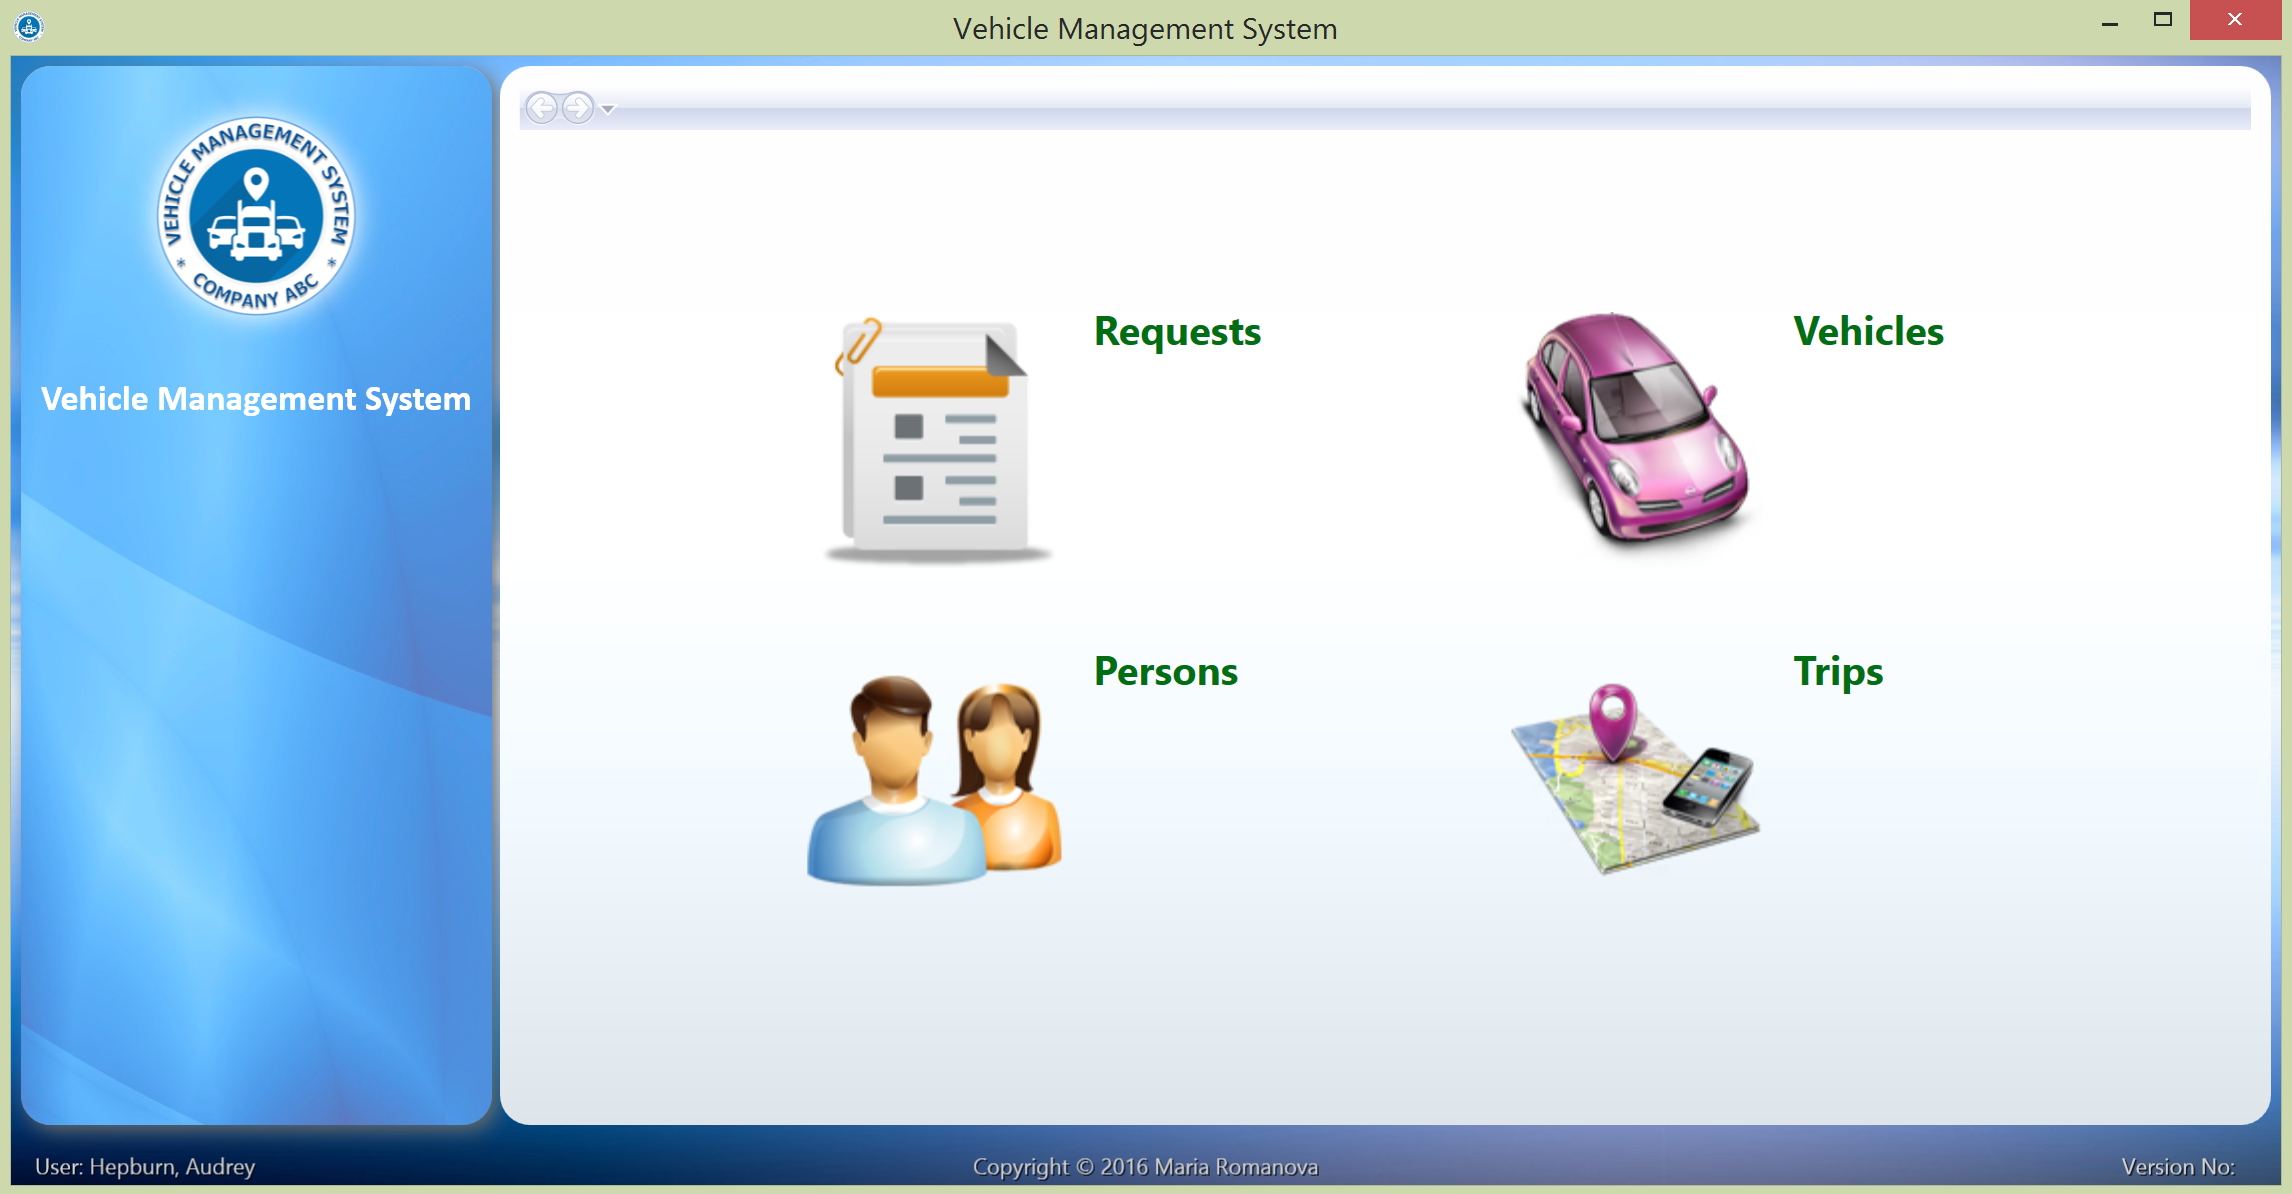 Vehicle Management System
VEHICLE MANAGEMENT SYSTEM
* COMPANY ABC *
Vehicle Management System
Requests
Vehicles
Persons
Trips
User: Hepburn, Audrey
Copyright © 2016 Maria Romanova
Version No: